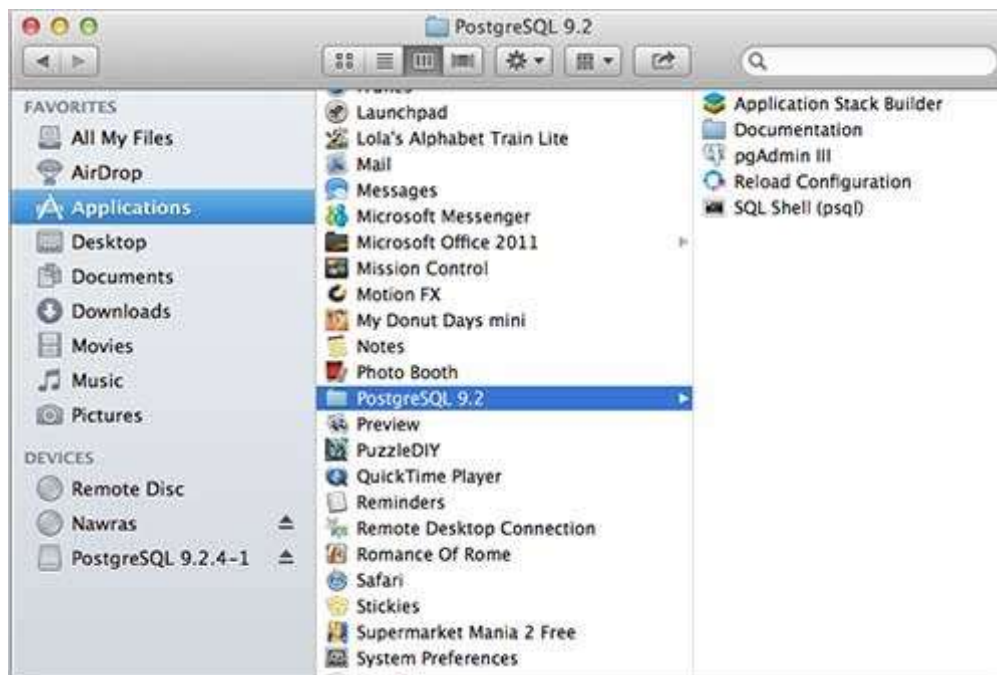 PostgreSQL 9.2
FAVORITES
All My Files
AirDrop
Applications
Desktop
Documents
Downloads
Movies
Music
Pictures
DEVICES
Remote Disc
Nawras
PostgreSQL 9.2.4-1
Launchpad
Lola's Alphabet Train Lite
Mail
Messages
Microsoft Messenger
Microsoft Office 2011
Mission Control
Motion FX
My Donut Days mini
Notes
Photo Booth
PostgreSQL 9.2
Preview
PuzzleDIY
QuickTime Player
Reminders
Remote Desktop Connection
Romance Of Rome
Safari
Stickies
Supermarket Mania 2 Free
System Preferences
Application Stack Builder
Documentation
pgAdmin III
Reload Configuration
SQL Shell (psql)